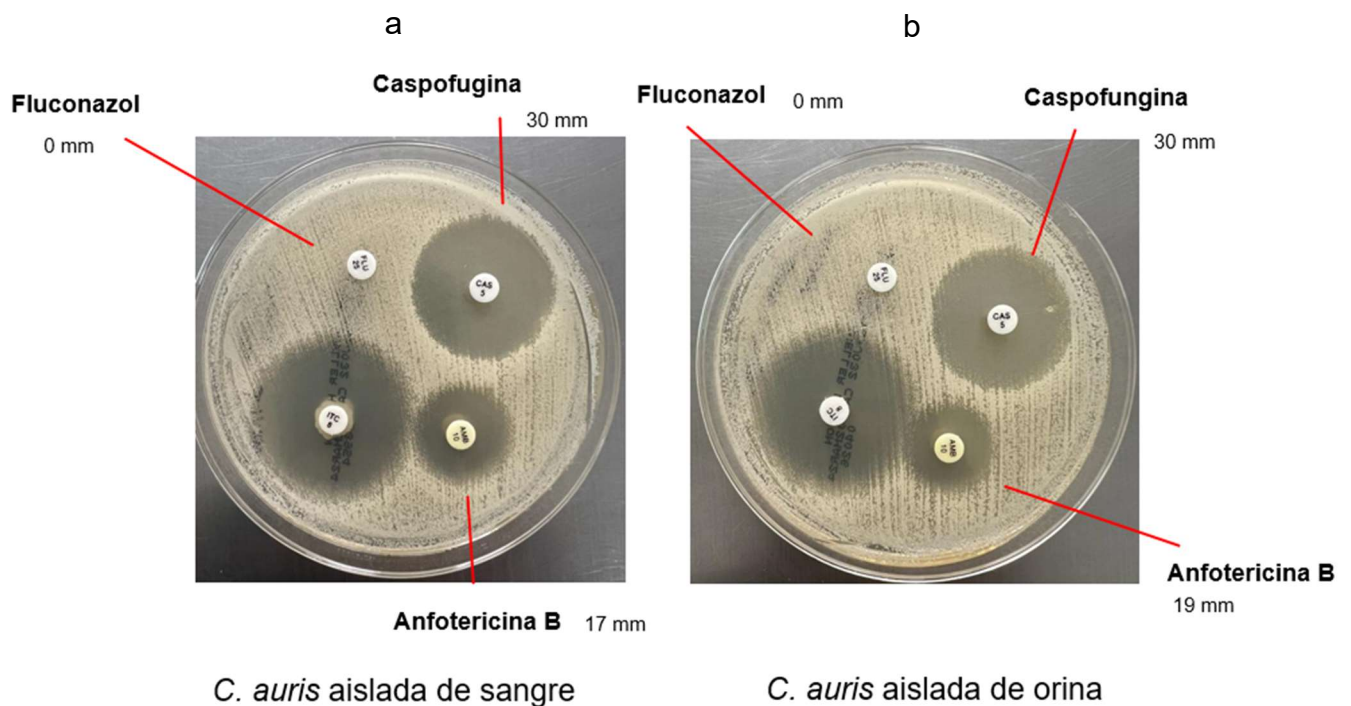 a
b
Caspofugina
30 mm
Fluconazol
0 mm
Fluconazol 0 mm
Caspofungina
30 mm
FLU
25
CAS
5
ITC
8
AMB
10
FLU
25
CAS
5
ITC
8
AMB
10
Anfotericina B 17 mm
Anfotericina B
19 mm
C. auris aislada de sangre
C. auris aislada de orina